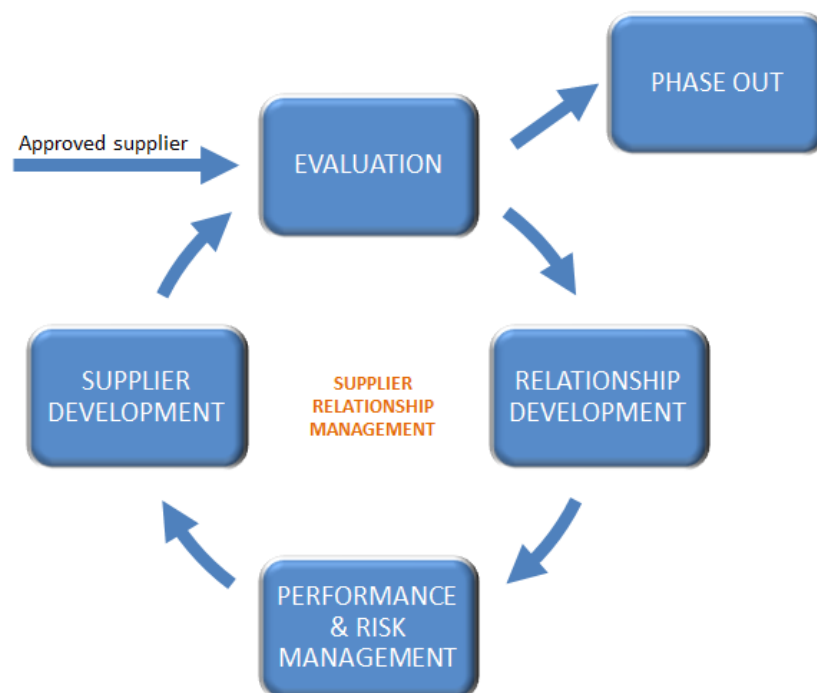 PHASE OUT
Approved supplier
EVALUATION
SUPPLIER
DEVELOPMENT
SUPPLIER
RELATIONSHIP
MANAGEMENT
RELATIONSHIP
DEVELOPMENT
PERFORMANCE
& RISK
MANAGEMENT